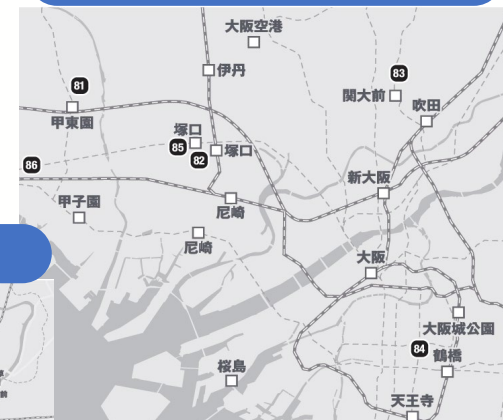 大阪空港
伊丹
83
81
関大前
吹田
甲東園
塚口
85
82
塚口
86
新大阪
甲子園
尼崎
尼崎
大阪
大阪城公園
84
鶴橋
桜島
天王寺
前